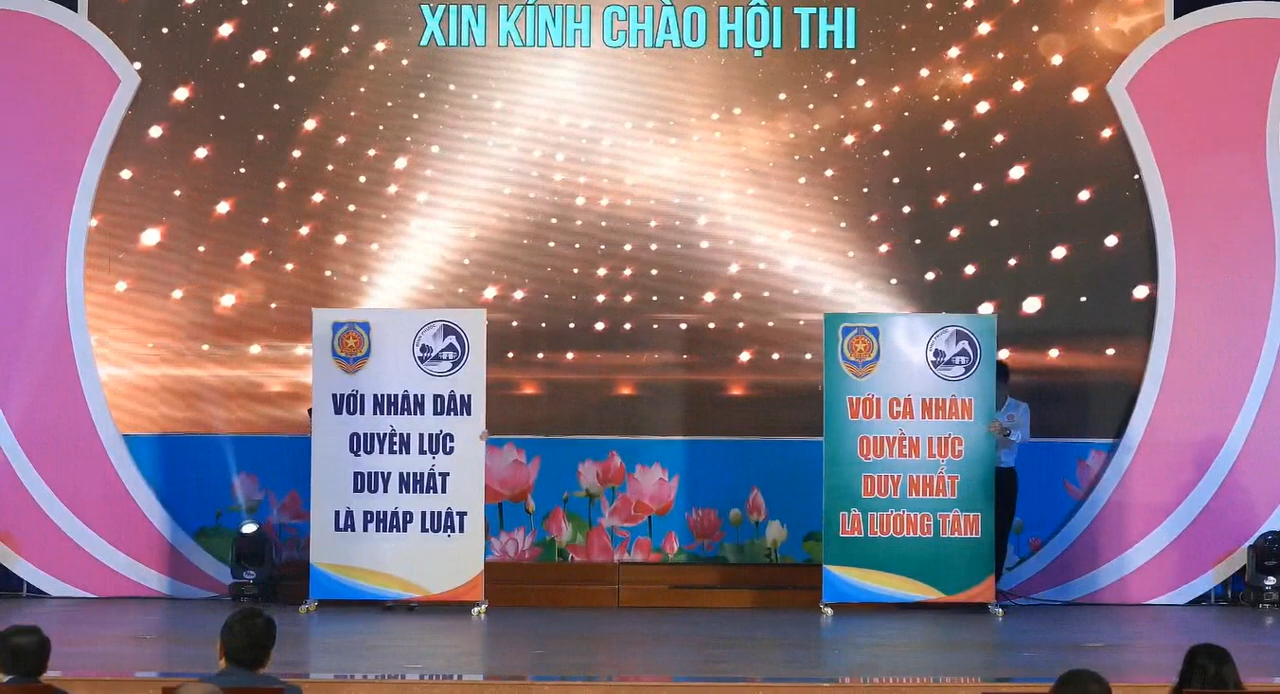 XIN KÍNH CHÀO HỘI THI
VỚI NHÂN DÂN
QUYỀN LỰC
DUY NHẤT
LÀ PHÁP LUẬT
VỚI CÁ NHÂN
QUYỀN LỰC
DUY NHẤT
LÀ LƯƠNG TÂM